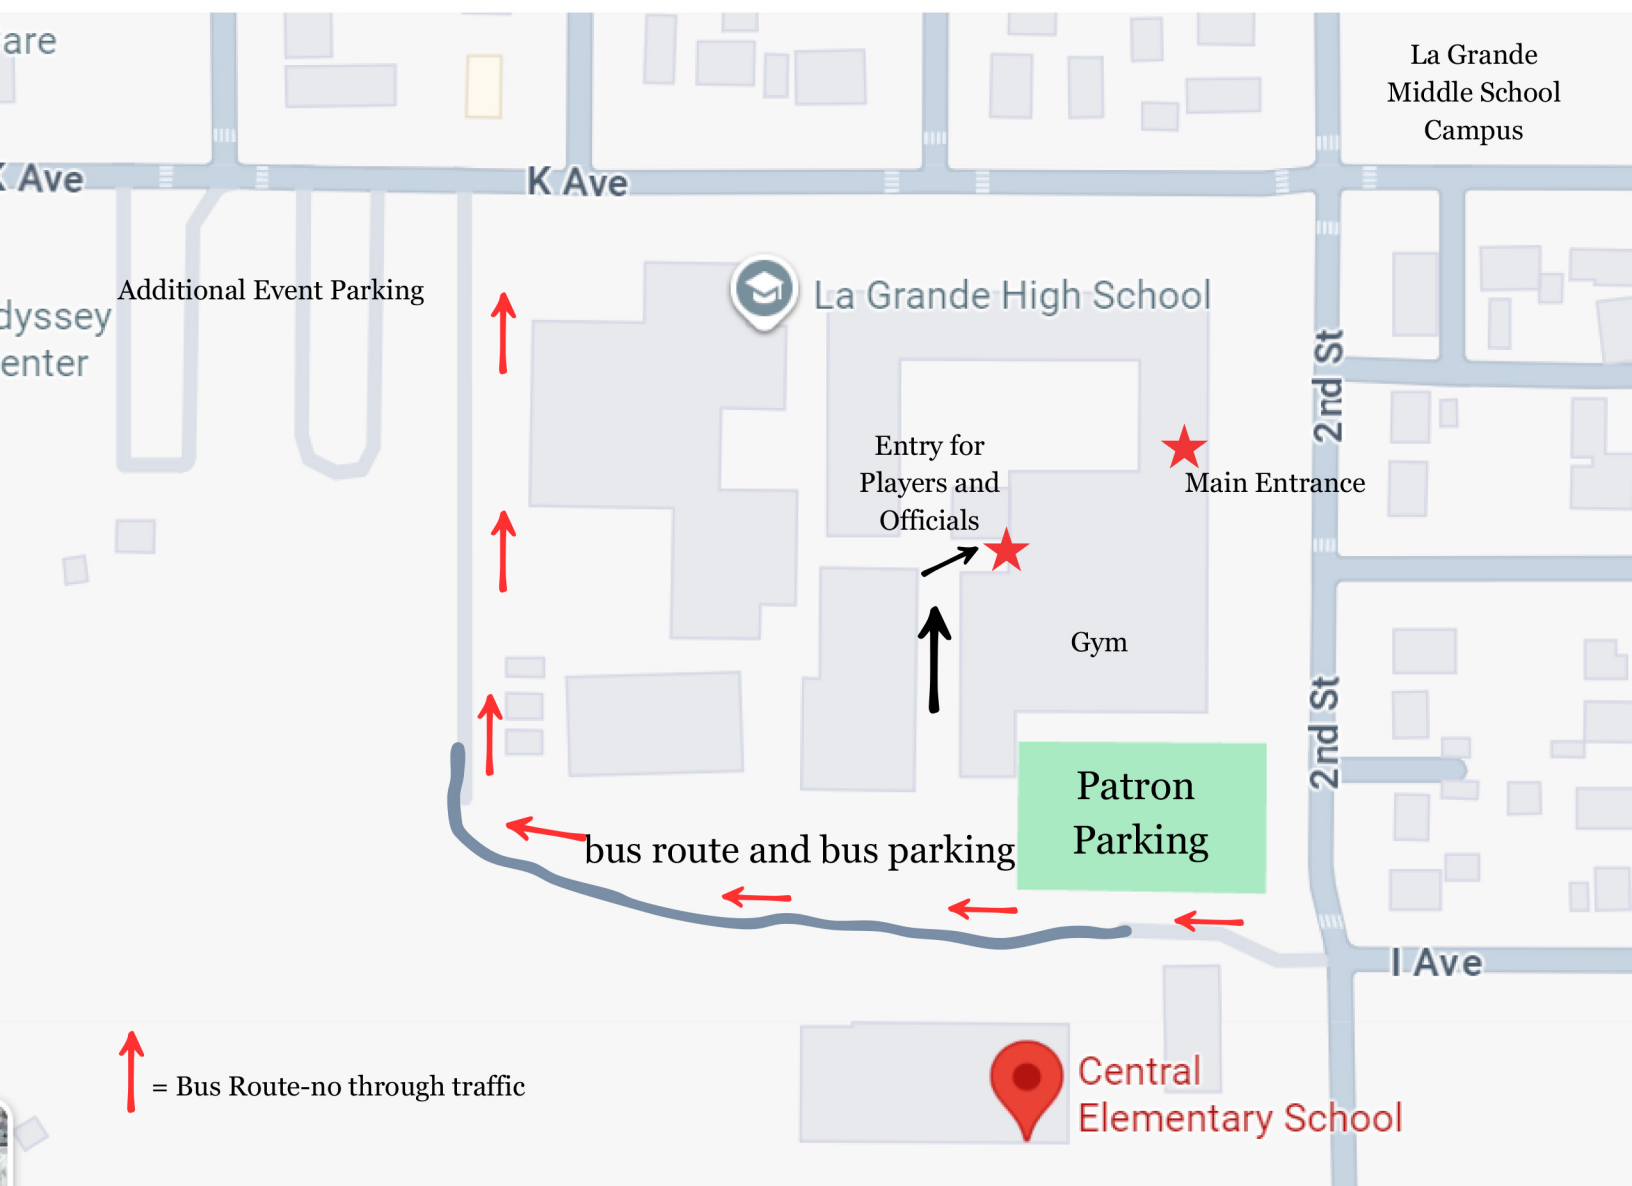 are
La Grande
Middle School
Campus
K Ave
K Ave
Additional Event Parking
La Grande High School
dyssey
enter
2nd St
Entry for
Players and
Officials
Main Entrance
Gym
2nd St
Patron
Parking
bus route and bus parking
I Ave
Central
Elementary School
= Bus Route-no through traffic